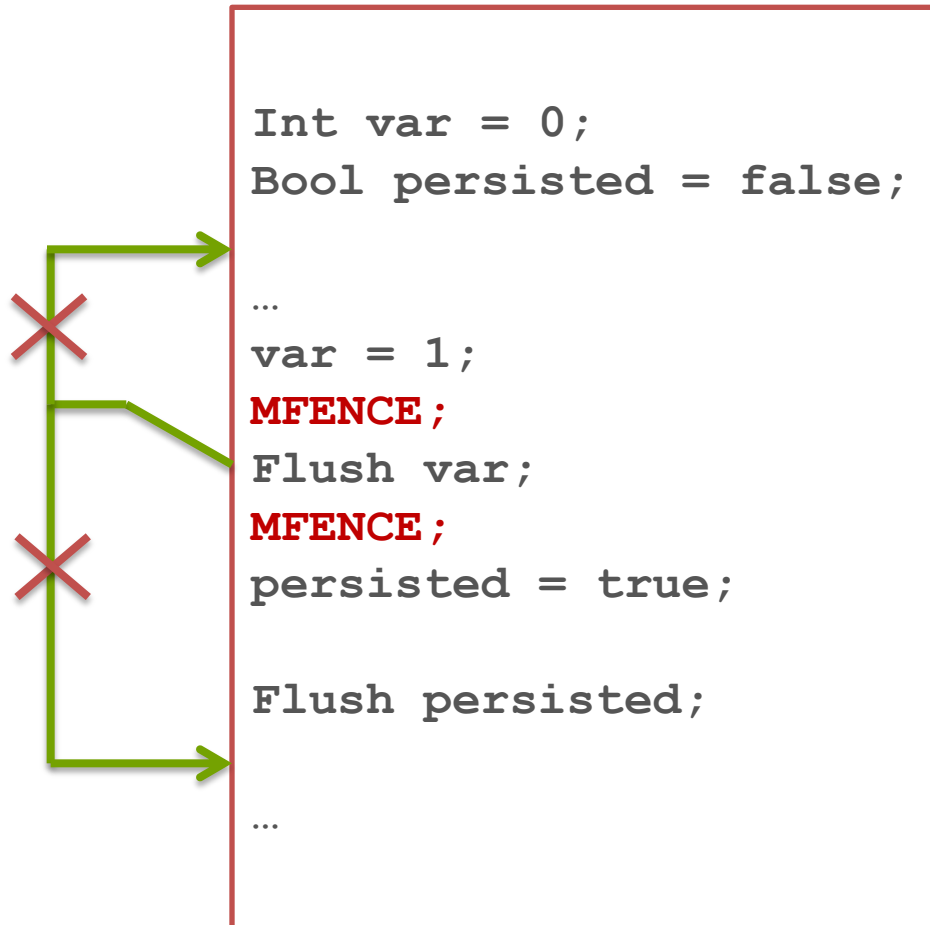 Int var = 0;
Bool persisted = false;
…
var = 1;
MFENCE;
Flush var;
MFENCE;
persisted = true;
Flush persisted;
…